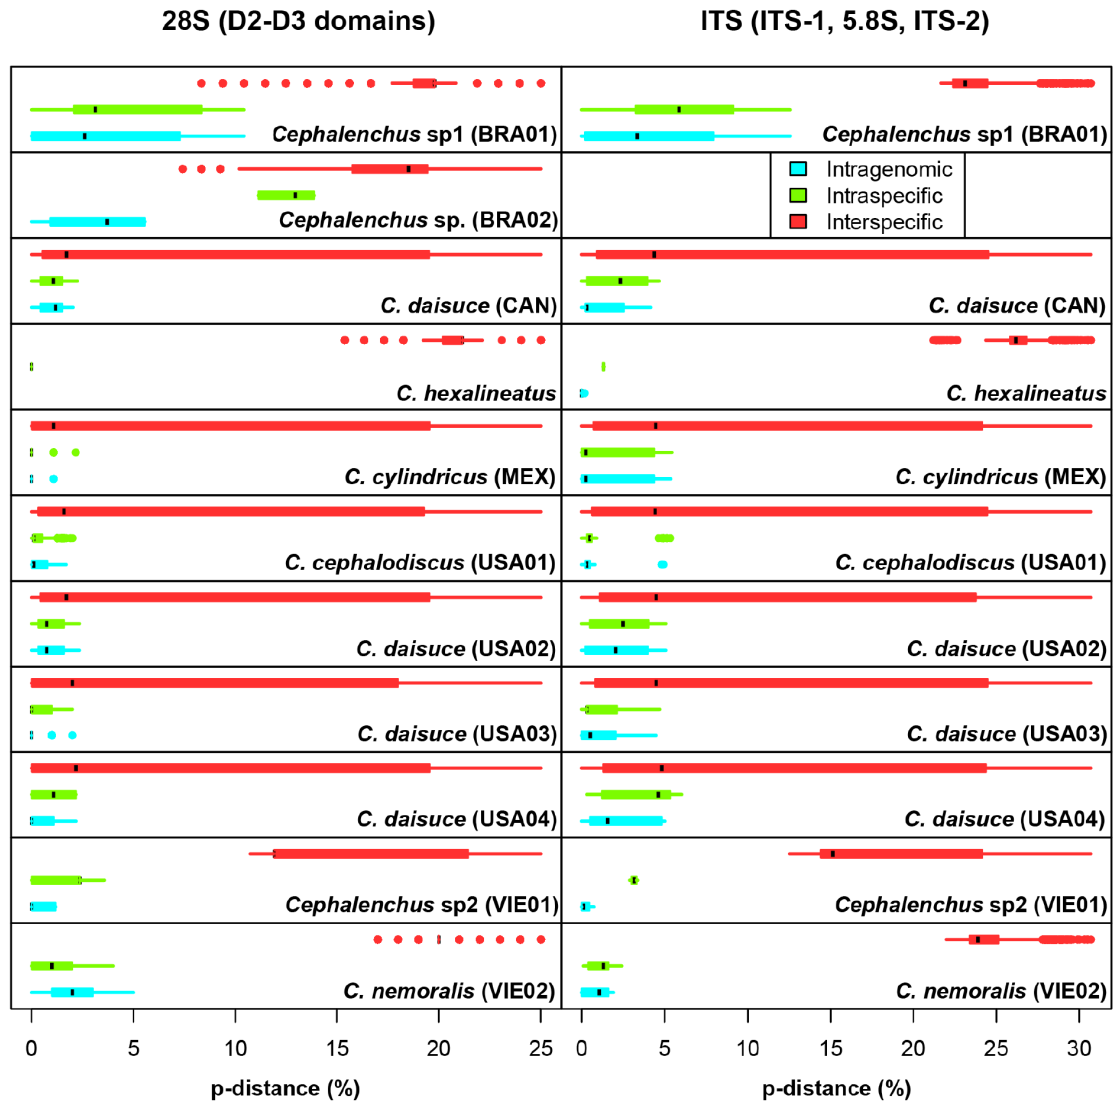 28S (D2-D3 domains)
ITS (ITS-1, 5.8S, ITS-2)
Cephalenchus sp1 (BRA01)
Cephalenchus sp1 (BRA01)
Cephalenchus sp. (BRA02)
Intragenomic
Intraspecific
Interspecific
C. daisuce (CAN)
C. daisuce (CAN)
C. hexalineatus
C. hexalineatus
C. cylindricus (MEX)
C. cylindricus (MEX)
C. cephalodiscus (USA01)
C. cephalodiscus (USA01)
C. daisuce (USA02)
C. daisuce (USA02)
C. daisuce (USA03)
C. daisuce (USA03)
C. daisuce (USA04)
C. daisuce (USA04)
Cephalenchus sp2 (VIE01)
Cephalenchus sp2 (VIE01)
C. nemoralis (VIE02)
C. nemoralis (VIE02)
0 5 10 15 20 25
0 5 10 15 20 25 30
p-distance (%)
p-distance (%)